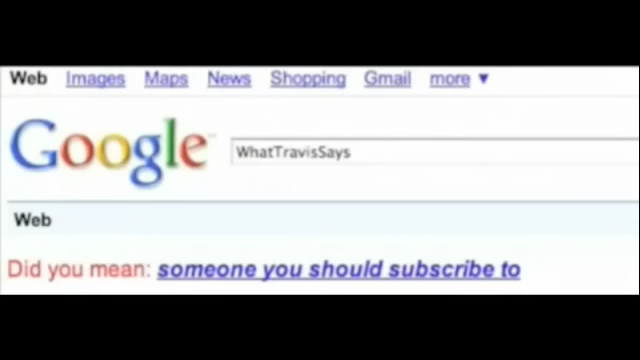 Web Images Maps News Shopping Gmail more ▼
Google WhatTravisSays
Web
Did you mean: someone you should subscribe to